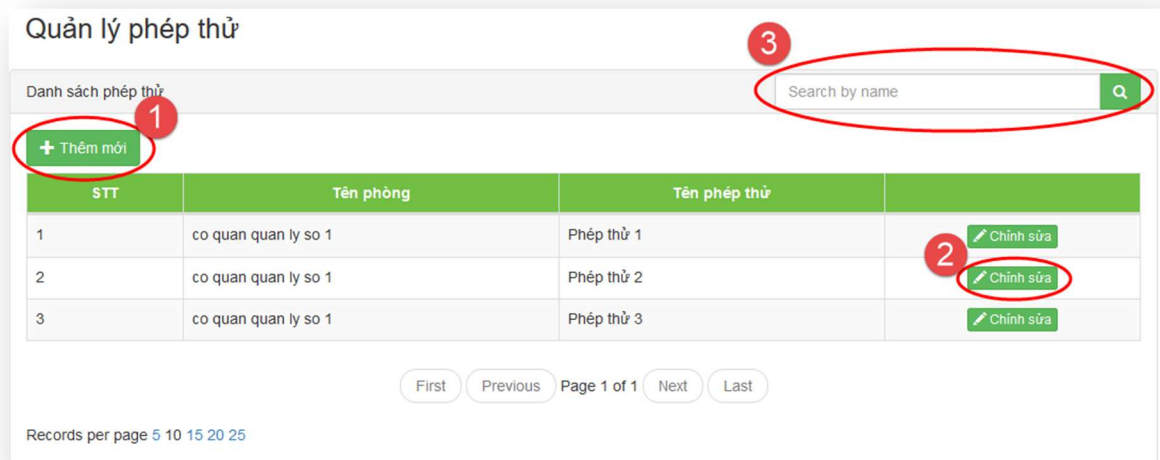 Quản lý phép thử
3
Danh sách phép thử
Search by name
1
Thêm mới
STT Tên phòng Tên phép thử
1 co quan quan ly so 1 Phép thử 1 Chỉnh sửa
2
2 co quan quan ly so 1 Phép thử 2 Chỉnh sửa
3 co quan quan ly so 1 Phép thử 3 Chỉnh sửa
First Previous Page 1 of 1 Next Last
Records per page 5 10 15 20 25